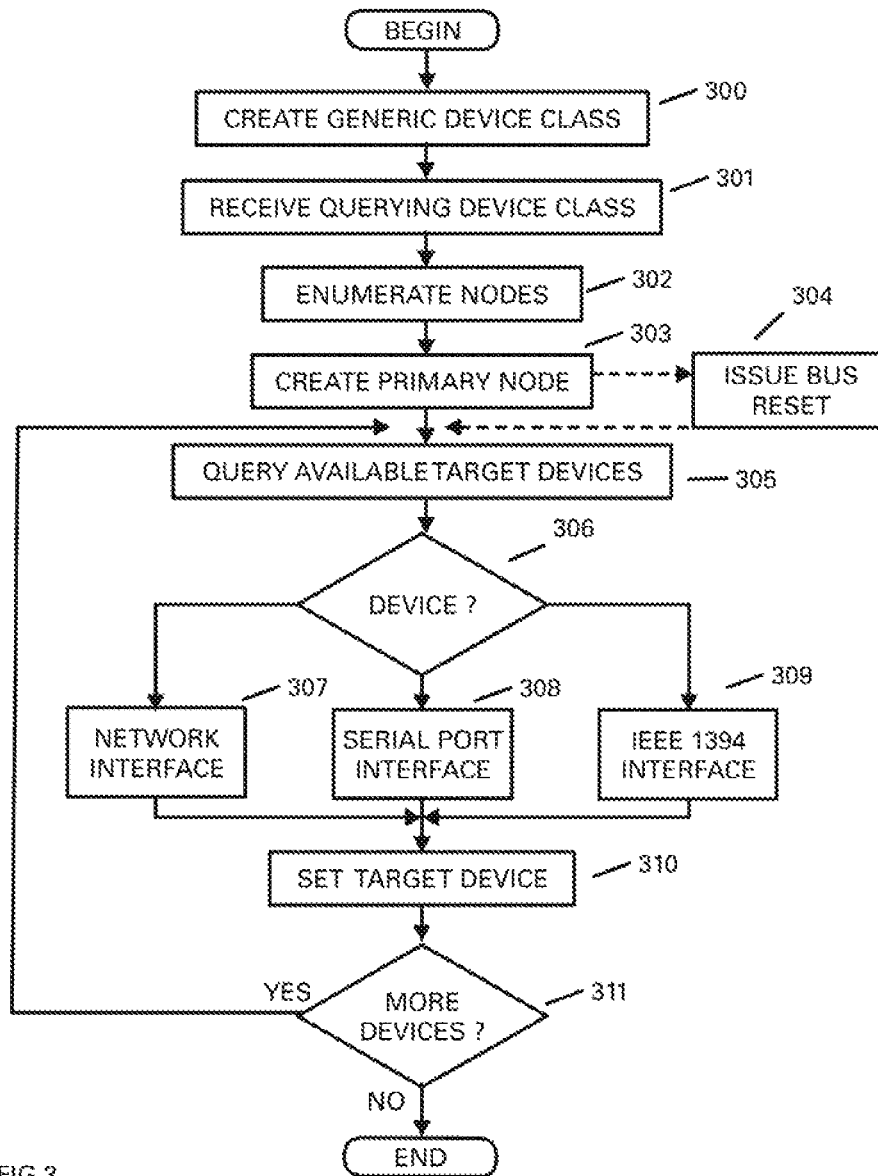 BEGIN
300
CREATE GENERIC DEVICE CLASS
301
RECEIVE QUERYING DEVICE CLASS
302
ENUMERATE NODES
303
304
CREATE PRIMARY NODE
ISSUE BUS
RESET
QUERY AVAILABLE TARGET DEVICES
305
306
DEVICE ?
307
308
309
NETWORK
INTERFACE
SERIAL PORT
INTERFACE
IEEE 1394
INTERFACE
SET TARGET DEVICE
310
YES
MORE
DEVICES ?
311
NO
END
FIG 3